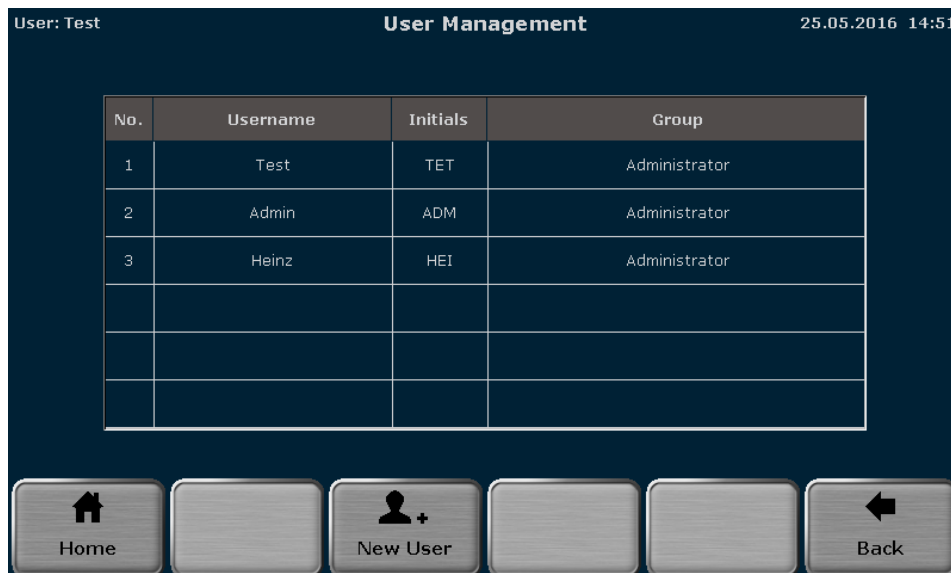 User: Test User Management 25.05.2016 14:51
No. Username Initials Group
1 Test TET Administrator
2 Admin ADM Administrator
3 Heinz HEI Administrator
Home New User Back